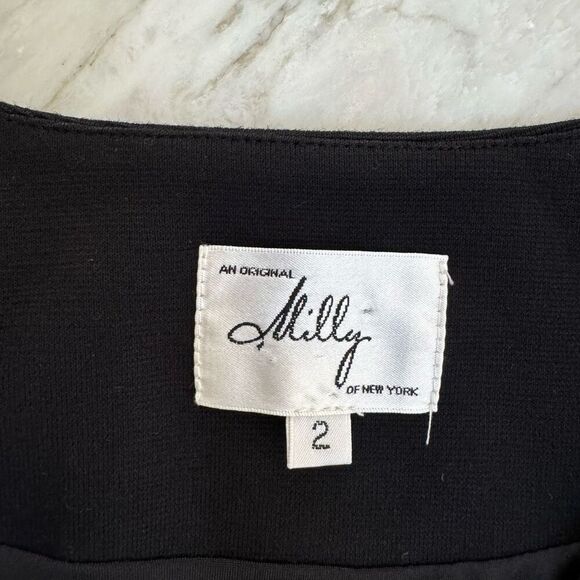 AN ORIGINAL
Milly
OF NEW YORK
2